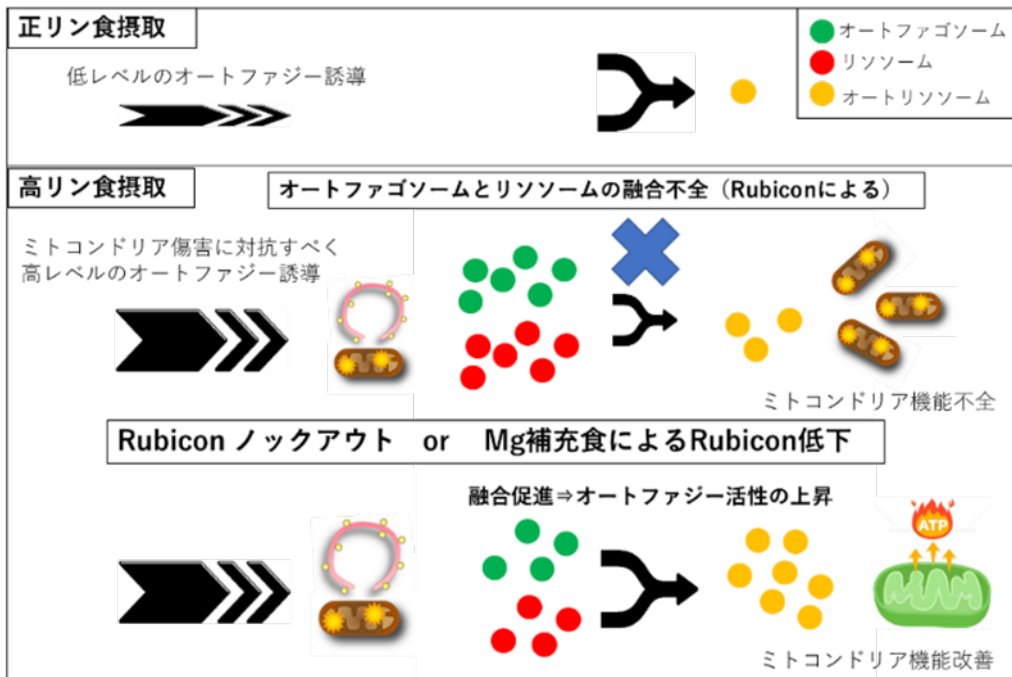 正リン食摂取
低レベルのオートファジー誘導
オートファゴソーム
リソソーム
オートリソソーム
高リン食摂取
オートファゴソームとリソソームの融合不全（Rubiconによる）
ミトコンドリア傷害に対抗すべく
高レベルのオートファジー誘導
ミトコンドリア機能不全
Rubicon ノックアウト or Mg補充食によるRubicon低下
融合促進⇒オートファジー活性の上昇
ATP
ミトコンドリア機能改善